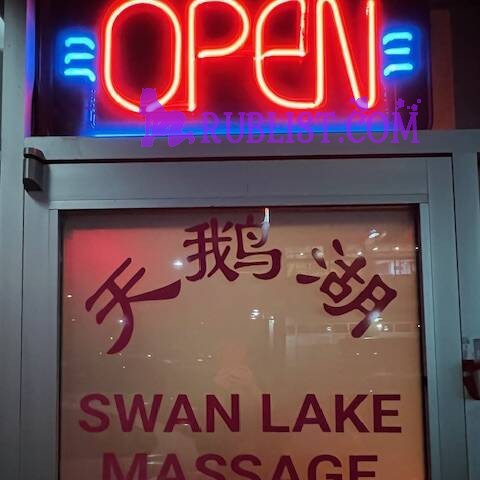 OPEN
RUBLIST.COM
天鹅湖
SWAN LAKE
MASSAGE